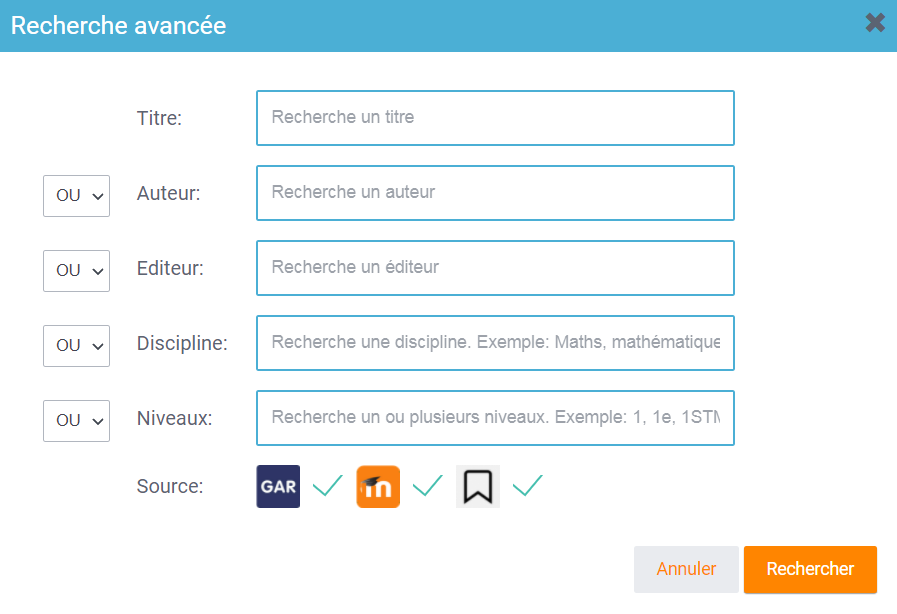 Recherche avancée
Titre: Recherche un titre
OU Auteur: Recherche un auteur
OU Editeur: Recherche un éditeur
OU Discipline: Recherche une discipline. Exemple: Maths, mathématique
OU Niveaux: Recherche un ou plusieurs niveaux. Exemple: 1, 1e, 1STM
Source: GAR m
Annuler Rechercher